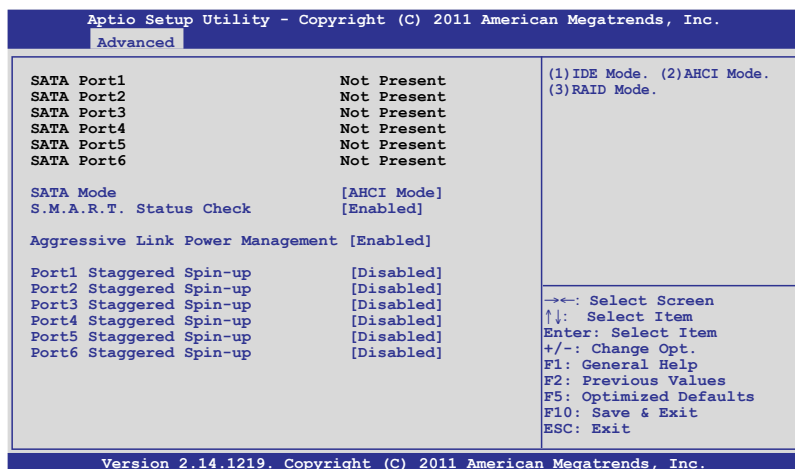 Aptio Setup Utility - Copyright (C) 2011 American Megatrends, Inc.
Advanced
SATA Port1 Not Present
SATA Port2 Not Present
SATA Port3 Not Present
SATA Port4 Not Present
SATA Port5 Not Present
SATA Port6 Not Present
SATA Mode [AHCI Mode]
S.M.A.R.T. Status Check [Enabled]
Aggressive Link Power Management [Enabled]
Port1 Staggered Spin-up [Disabled]
Port2 Staggered Spin-up [Disabled]
Port3 Staggered Spin-up [Disabled]
Port4 Staggered Spin-up [Disabled]
Port5 Staggered Spin-up [Disabled]
Port6 Staggered Spin-up [Disabled]
(1)IDE Mode. (2)AHCI Mode.
(3)RAID Mode.
→←: Select Screen
↑↓: Select Item
Enter: Select Item
+/-: Change Opt.
F1: General Help
F2: Previous Values
F5: Optimized Defaults
F10: Save & Exit
ESC: Exit
Version 2.14.1219. Copyright (C) 2011 American Megatrends, Inc.